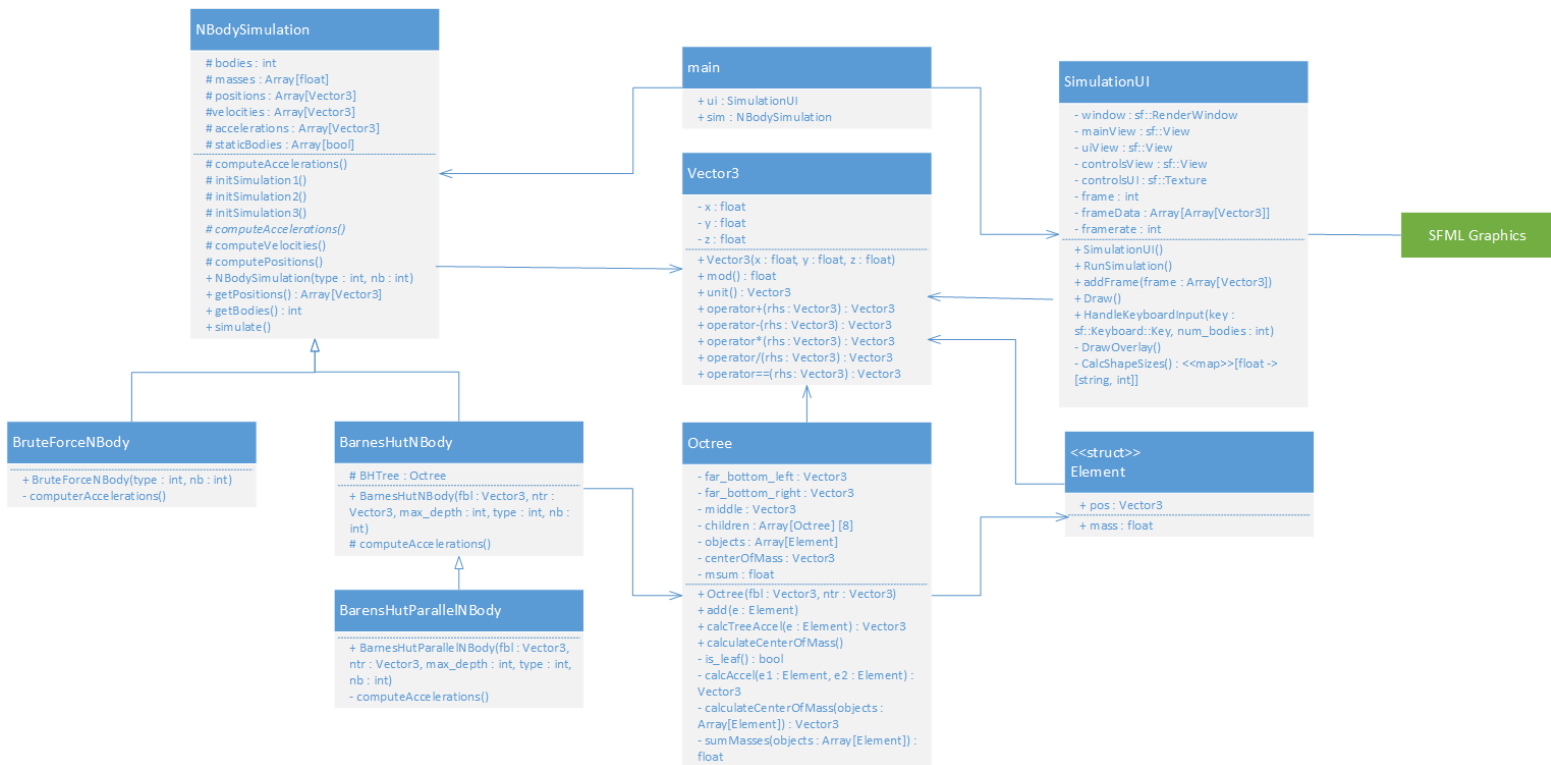 NBodySimulation
# bodies : int
# masses : Array[float]
# positions : Array[Vector3]
#velocities : Array[Vector3]
# accelerations : Array[Vector3]
# staticBodies : Array[bool]
# computeAccelerations()
# initSimulation1()
# initSimulation2()
# initSimulation3()
# computeAccelerations()
# computeVelocities()
# computePositions()
+ NBodySimulation(type : int, nb : int)
+ getPositions() : Array[Vector3]
+ getBodies() : int
+ simulate()
main
+ ui : SimulationUI
+ sim : NBodySimulation
SimulationUI
- window : sf::RenderWindow
- mainView : sf::View
- uiView : sf::View
- controlsView : sf::View
- controlsUI : sf::Texture
- frame : int
- frameData : Array[Array[Vector3]]
- framerate : int
+ SimulationUI()
+ RunSimulation()
+ addFrame(frame : Array[Vector3])
+ Draw()
+ HandleKeyboardInput(key :
sf::Keyboard::Key, num_bodies : int)
- DrawOverlay()
- CalcShapeSizes() : <<map>>[float ->
[string, int]]
SFML Graphics
Vector3
- x : float
- y : float
- z : float
+ Vector3(x : float, y : float, z : float)
+ mod() : float
+ unit() : Vector3
+ operator+(rhs : Vector3) : Vector3
+ operator-(rhs : Vector3) : Vector3
+ operator*(rhs : Vector3) : Vector3
+ operator/(rhs : Vector3) : Vector3
+ operator==(rhs : Vector3) : Vector3
BruteForceNBody
+ BruteForceNBody(type : int, nb : int)
- computerAccelerations()
BarnesHutNBody
# BHTree : Octree
+ BarnesHutNBody(fbl : Vector3, ntr :
Vector3, max_depth : int, type : int, nb :
int)
# computeAccelerations()
BarensHutParallelNBody
+ BarnesHutParallelNBody(fbl : Vector3,
ntr : Vector3, max_depth : int, type : int,
nb : int)
- computeAccelerations()
Octree
- far_bottom_left : Vector3
- far_bottom_right : Vector3
- middle : Vector3
- children : Array[Octree] [8]
- objects : Array[Element]
- centerOfMass : Vector3
- msum : float
+ Octree(fbl : Vector3, ntr : Vector3)
+ add(e : Element)
+ calcTreeAccel(e : Element) : Vector3
+ calculateCenterOfMass()
- is_leaf() : bool
- calcAccel(e1 : Element, e2 : Element) :
Vector3
- calculateCenterOfMass(objects :
Array[Element]) : Vector3
- sumMasses(objects : Array[Element]) :
float
<<struct>>
Element
+ pos : Vector3
+ mass : float